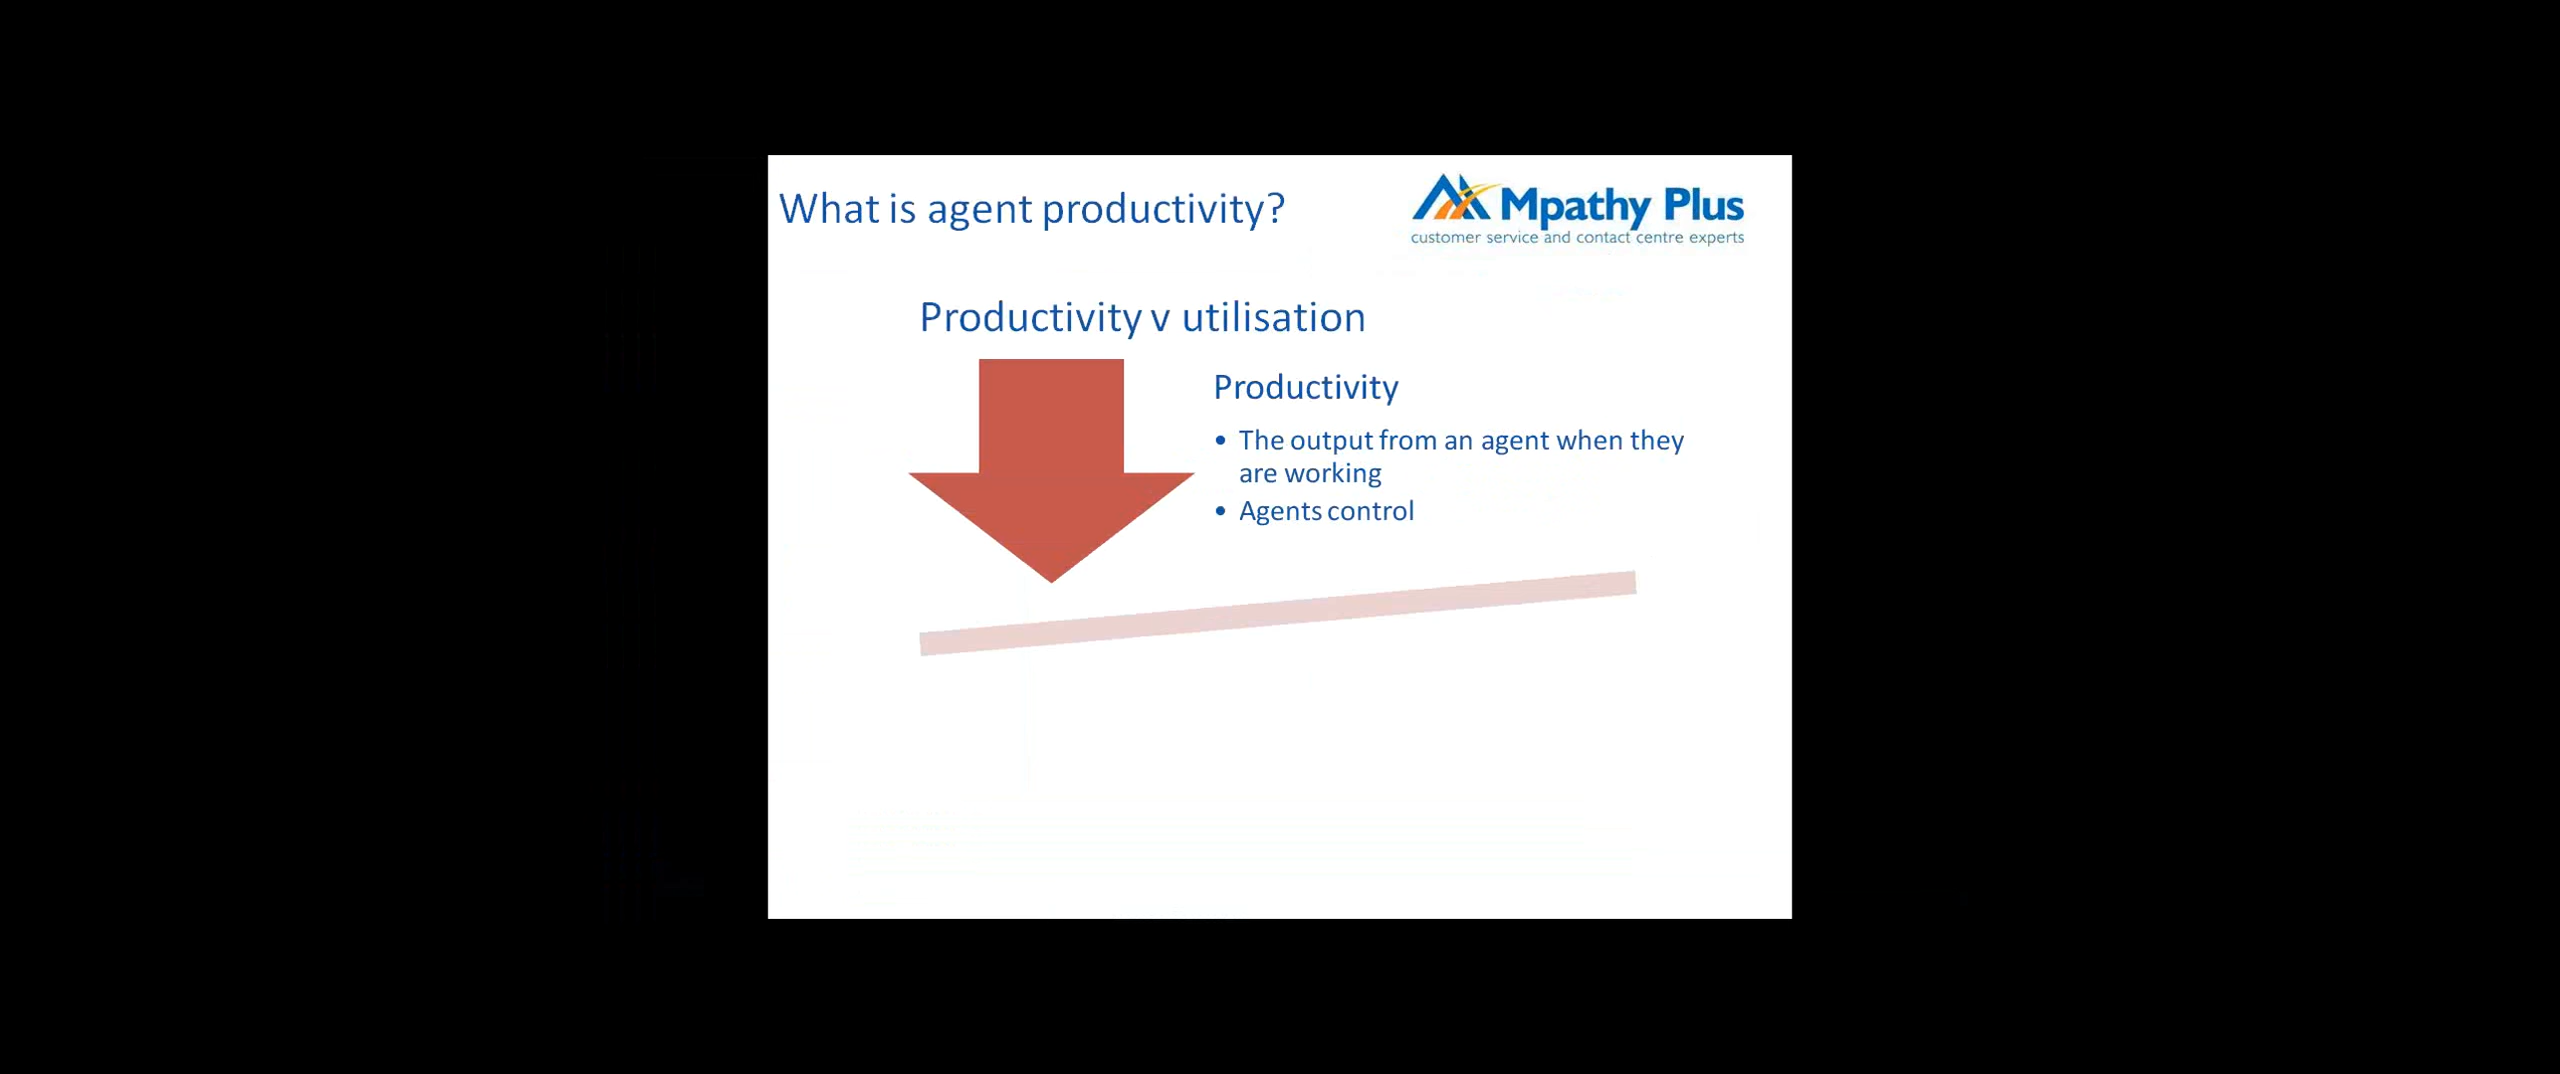 What is agent productivity?
Mpathy Plus
customer service and contact centre experts
Productivity v utilisation
Productivity
• The output from an agent when they
are working
• Agents control